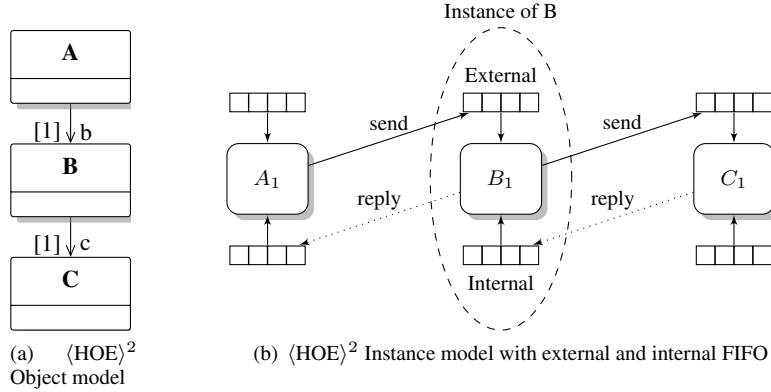 A
[1] b
B
[1] c
C
(a) ⟨HOE⟩²
Object model
Instance of B
External
send
send
A₁
B₁
C₁
reply
reply
Internal
(b) ⟨HOE⟩² Instance model with external and internal FIFO